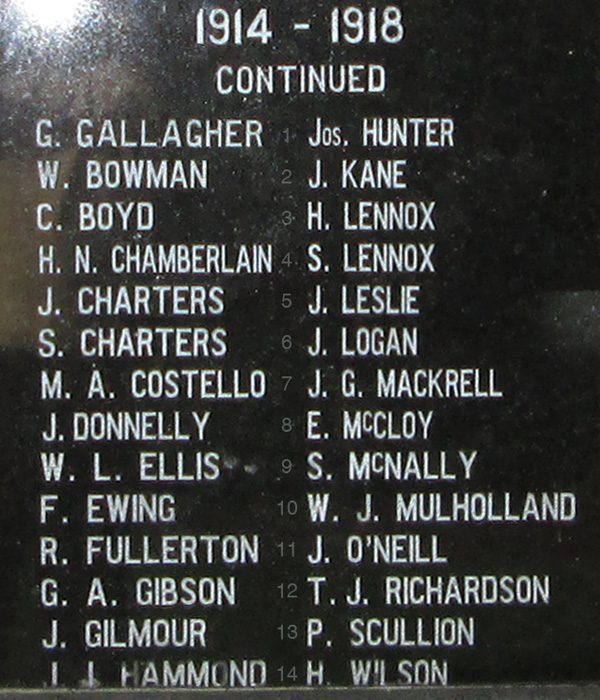 1914 - 1918
CONTINUED
G. GALLAGHER 1 Jos. HUNTER
W. BOWMAN 2 J. KANE
C. BOYD 3 H. LENNOX
H. N. CHAMBERLAIN 4 S. LENNOX
J. CHARTERS 5 J. LESLIE
S. CHARTERS 6 J. LOGAN
M. A. COSTELLO 7 J. G. MACKRELL
J. DONNELLY 8 E. McCLOY
W. L. ELLIS 9 S. McNALLY
F. EWING 10 W. J. MULHOLLAND
R. FULLERTON 11 J. O'NEILL
G. A. GIBSON 12 T. J. RICHARDSON
J. GILMOUR 13 P. SCULLION
HAMMOND 14 H. WILSON